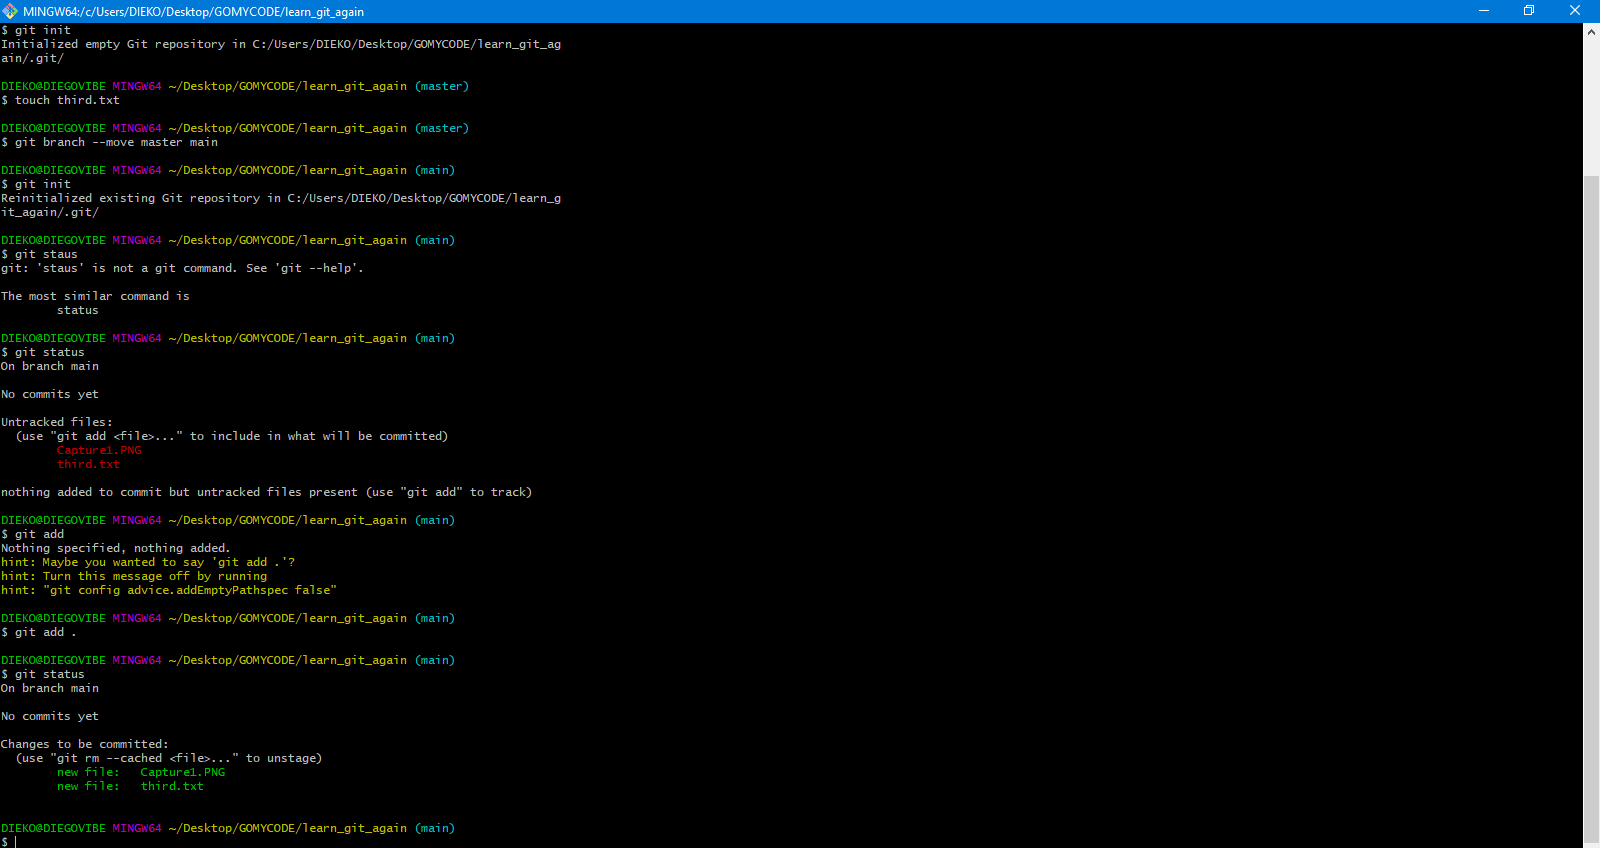 MINGW64:/c/Users/DIEKO/Desktop/GOMYCODE/learn_git_again
$ git init
Initialized empty Git repository in C:/Users/DIEKO/Desktop/GOMYCODE/learn_git_ag
ain/.git/
DIEKO@DIEGOVIBE MINGW64 ~/Desktop/GOMYCODE/learn_git_again (master)
$ touch third.txt
DIEKO@DIEGOVIBE MINGW64 ~/Desktop/GOMYCODE/learn_git_again (master)
$ git branch --move master main
DIEKO@DIEGOVIBE MINGW64 ~/Desktop/GOMYCODE/learn_git_again (main)
$ git init
Reinitialized existing Git repository in C:/Users/DIEKO/Desktop/GOMYCODE/learn_g
it_again/.git/
DIEKO@DIEGOVIBE MINGW64 ~/Desktop/GOMYCODE/learn_git_again (main)
$ git staus
git: 'staus' is not a git command. See 'git --help'.
The most similar command is
        status
DIEKO@DIEGOVIBE MINGW64 ~/Desktop/GOMYCODE/learn_git_again (main)
$ git status
On branch main
No commits yet
Untracked files:
  (use "git add <file>..." to include in what will be committed)
        Capture1.PNG
        third.txt
nothing added to commit but untracked files present (use "git add" to track)
DIEKO@DIEGOVIBE MINGW64 ~/Desktop/GOMYCODE/learn_git_again (main)
$ git add
Nothing specified, nothing added.
hint: Maybe you wanted to say 'git add .'?
hint: Turn this message off by running
hint: "git config advice.addEmptyPathspec false"
DIEKO@DIEGOVIBE MINGW64 ~/Desktop/GOMYCODE/learn_git_again (main)
$ git add .
DIEKO@DIEGOVIBE MINGW64 ~/Desktop/GOMYCODE/learn_git_again (main)
$ git status
On branch main
No commits yet
Changes to be committed:
  (use "git rm --cached <file>..." to unstage)
        new file:   Capture1.PNG
        new file:   third.txt
DIEKO@DIEGOVIBE MINGW64 ~/Desktop/GOMYCODE/learn_git_again (main)
$